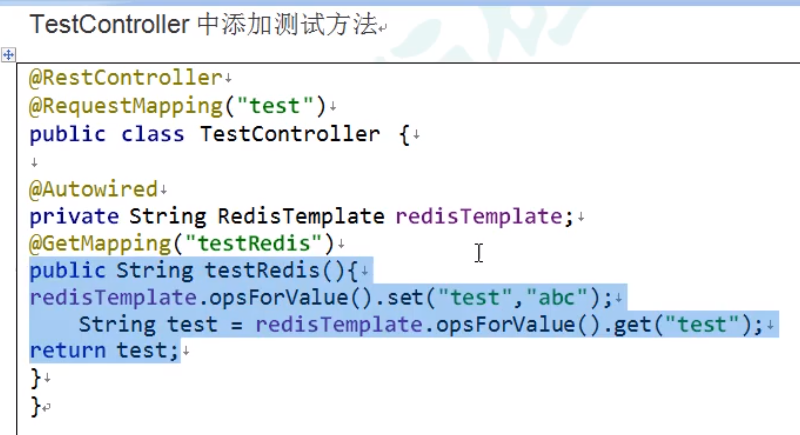 TestController 中添加测试方法
@RestController
@RequestMapping("test")
public class TestController {
@Autowired
private String RedisTemplate redisTemplate;
@GetMapping("testRedis")
public String testRedis(){
redisTemplate.opsForValue().set("test","abc");
String test = redisTemplate.opsForValue().get("test");
return test;
}
}